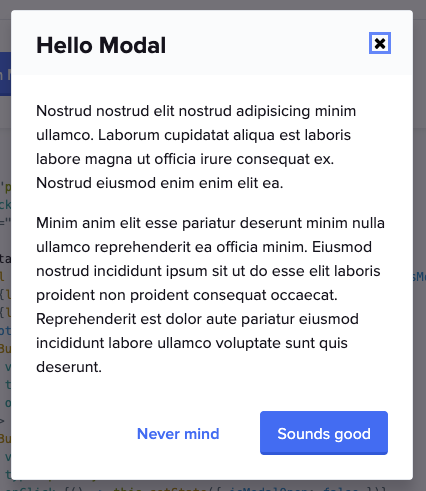 Hello Modal
Nostrud nostrud elit nostrud adipisicing minim
ullamco. Laborum cupidatat aliqua est laboris
labore magna ut officia irure consequat ex.
Nostrud eiusmod enim enim elit ea.
Minim anim elit esse pariatur deserunt minim nulla
ullamco reprehenderit ea officia minim. Eiusmod
nostrud incididunt ipsum sit ut do esse elit laboris
proident non proident consequat occaecat.
Reprehenderit est dolor aute pariatur eiusmod
incididunt labore ullamco voluptate sunt quis
deserunt.
Never mind
Sounds good